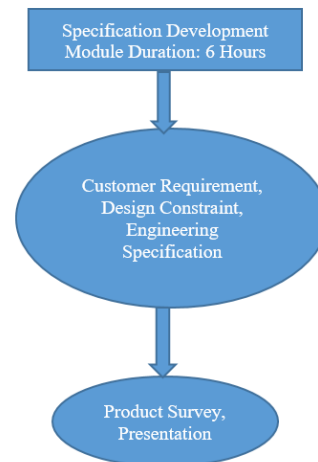 Specification Development
Module Duration: 6 Hours
Customer Requirement,
Design Constraint,
Engineering
Specification
Product Survey,
Presentation